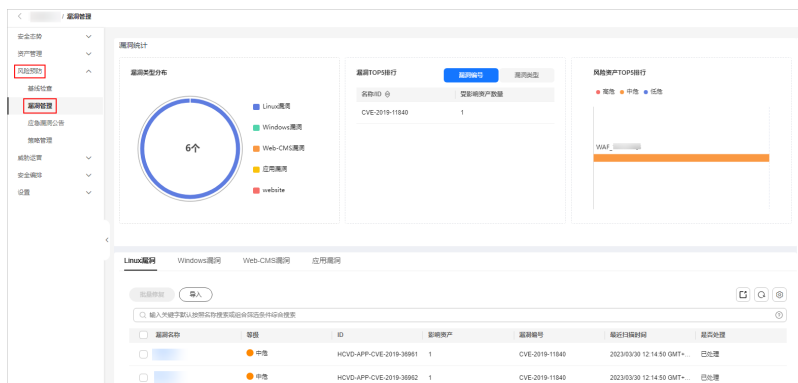 / 漏洞管理
安全态势
资产管理
风险预防
基线检查
漏洞管理
应急漏洞公告
策略管理
威胁运营
安全编排
设置
漏洞统计
漏洞类型分布
6个
Linux漏洞
Windows漏洞
Web-CMS漏洞
应用漏洞
website
漏洞TOP5排行
漏洞编号 漏洞类型
名称/ID 受影响资产数量
CVE-2019-11840 1
风险资产TOP5排行
高危 中危 低危
WAF_
Linux漏洞 Windows漏洞 Web-CMS漏洞 应用漏洞
批量修复 导入
输入关键字默认按照名称搜索或组合筛选条件综合搜索
漏洞名称 等级 ID 影响资产 漏洞编号 最近扫描时间 是否处理
中危 HCVD-APP-CVE-2019-36961 1 CVE-2019-11840 2023/03/30 12:14:50 GMT+... 已处理
中危 HCVD-APP-CVE-2019-36962 1 CVE-2019-11840 2023/03/30 12:14:50 GMT+... 已处理